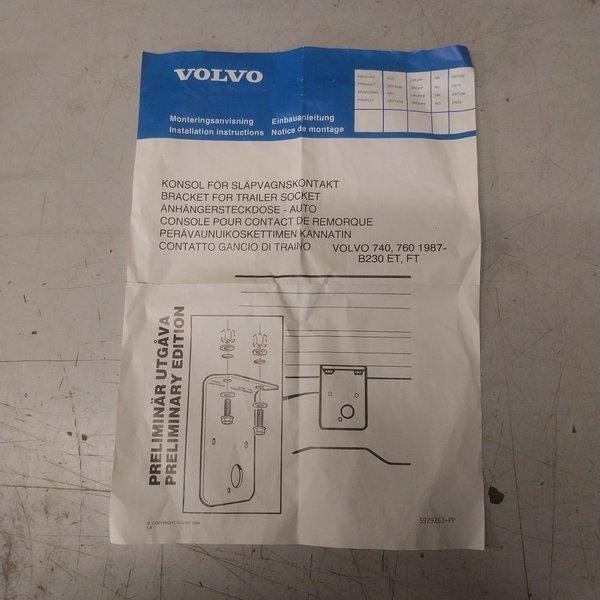 VOLVO
Monteringsanvisning Einbauanleitung
Installation instructions Notice de montage
KONSOL FÖR SLÄPVAGNSKONTAKT
BRACKET FOR TRAILER SOCKET
ANHÄNGERSTECKDOSE - AUTO
CONSOLE POUR CONTACT DE REMORQUE
PERÄVAUNUIKOSKETTIMEN KANNATIN
CONTATTO GANCIO DI TRAINO VOLVO 740, 760 1987-
B230 ET, FT
PRELIMINÄR UTGÅVA
PRELIMINARY EDITION
5929263-PP